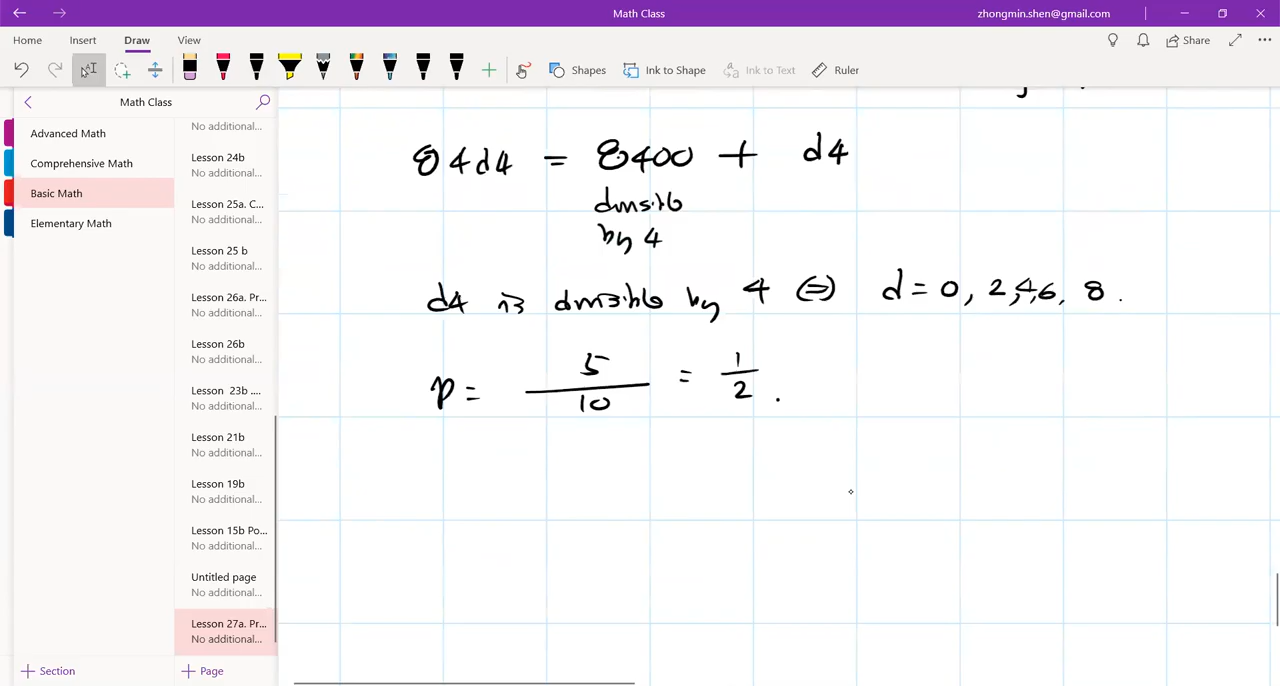 Math Class
zhongmin.shen@gmail.com
Home Insert Draw View
Share
Shapes Ink to Shape Ink to Text Ruler
Math Class
Advanced Math
Comprehensive Math
Basic Math
Elementary Math
Section
No additional...
Lesson 24b
No additional...
Lesson 25a. C...
No additional...
Lesson 25 b
No additional...
Lesson 26a. Pr...
No additional...
Lesson 26b
No additional...
Lesson 23b ....
No additional...
Lesson 21b
No additional...
Lesson 19b
No additional...
Lesson 15b Po...
No additional...
Untitled page
No additional...
Lesson 27a. Pr...
No additional...
Page
84d4 = 8400 + d4
divisible
by 4
d4 is divisible by 4 ⇔ d = 0, 2, 4, 6, 8.
p = 5/10 = 1/2.